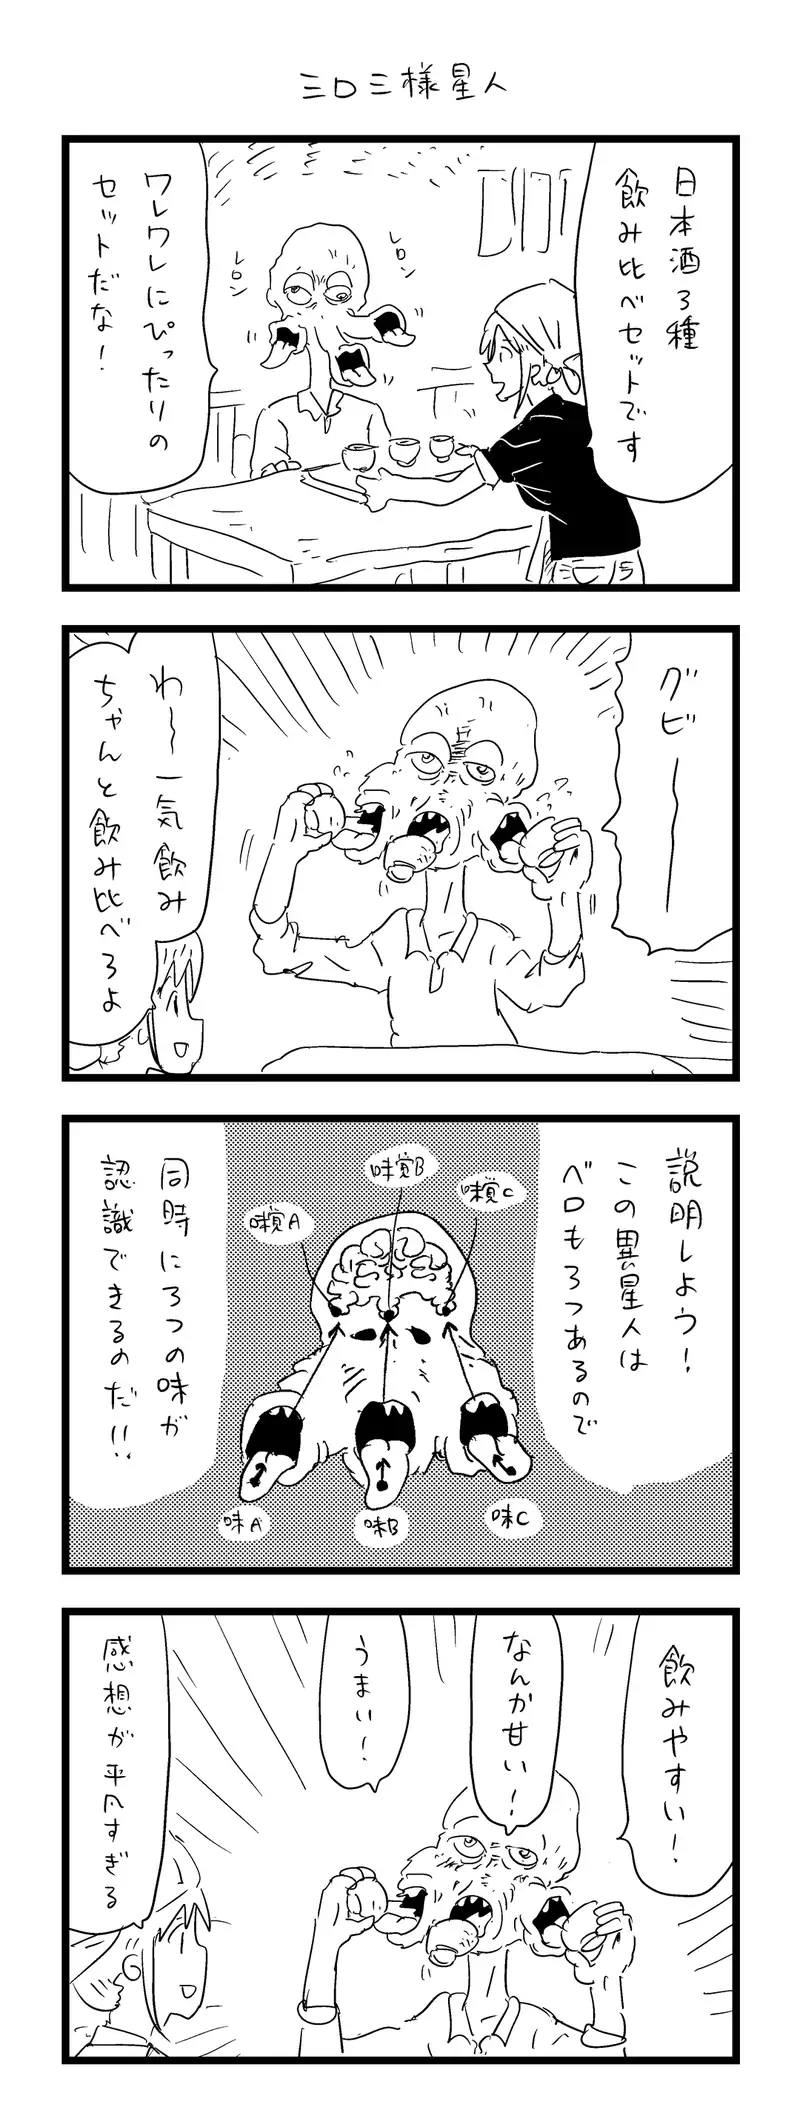 三口三様星人
日本酒3種
飲み比べセットです
ワレワレにぴったりの
セットだな!
レロン
レロン
グビー
わ〜一気飲み
ちゃんと飲み比べろよ
説明しよう!
この異星人は
ベロも3つあるので
味覚A
味覚B
味覚C
味A
味B
味C
同時に3つの味が
認識できるのだ!!
飲みやすい!
なんか甘い!
うまい!
感想が平凡すぎる